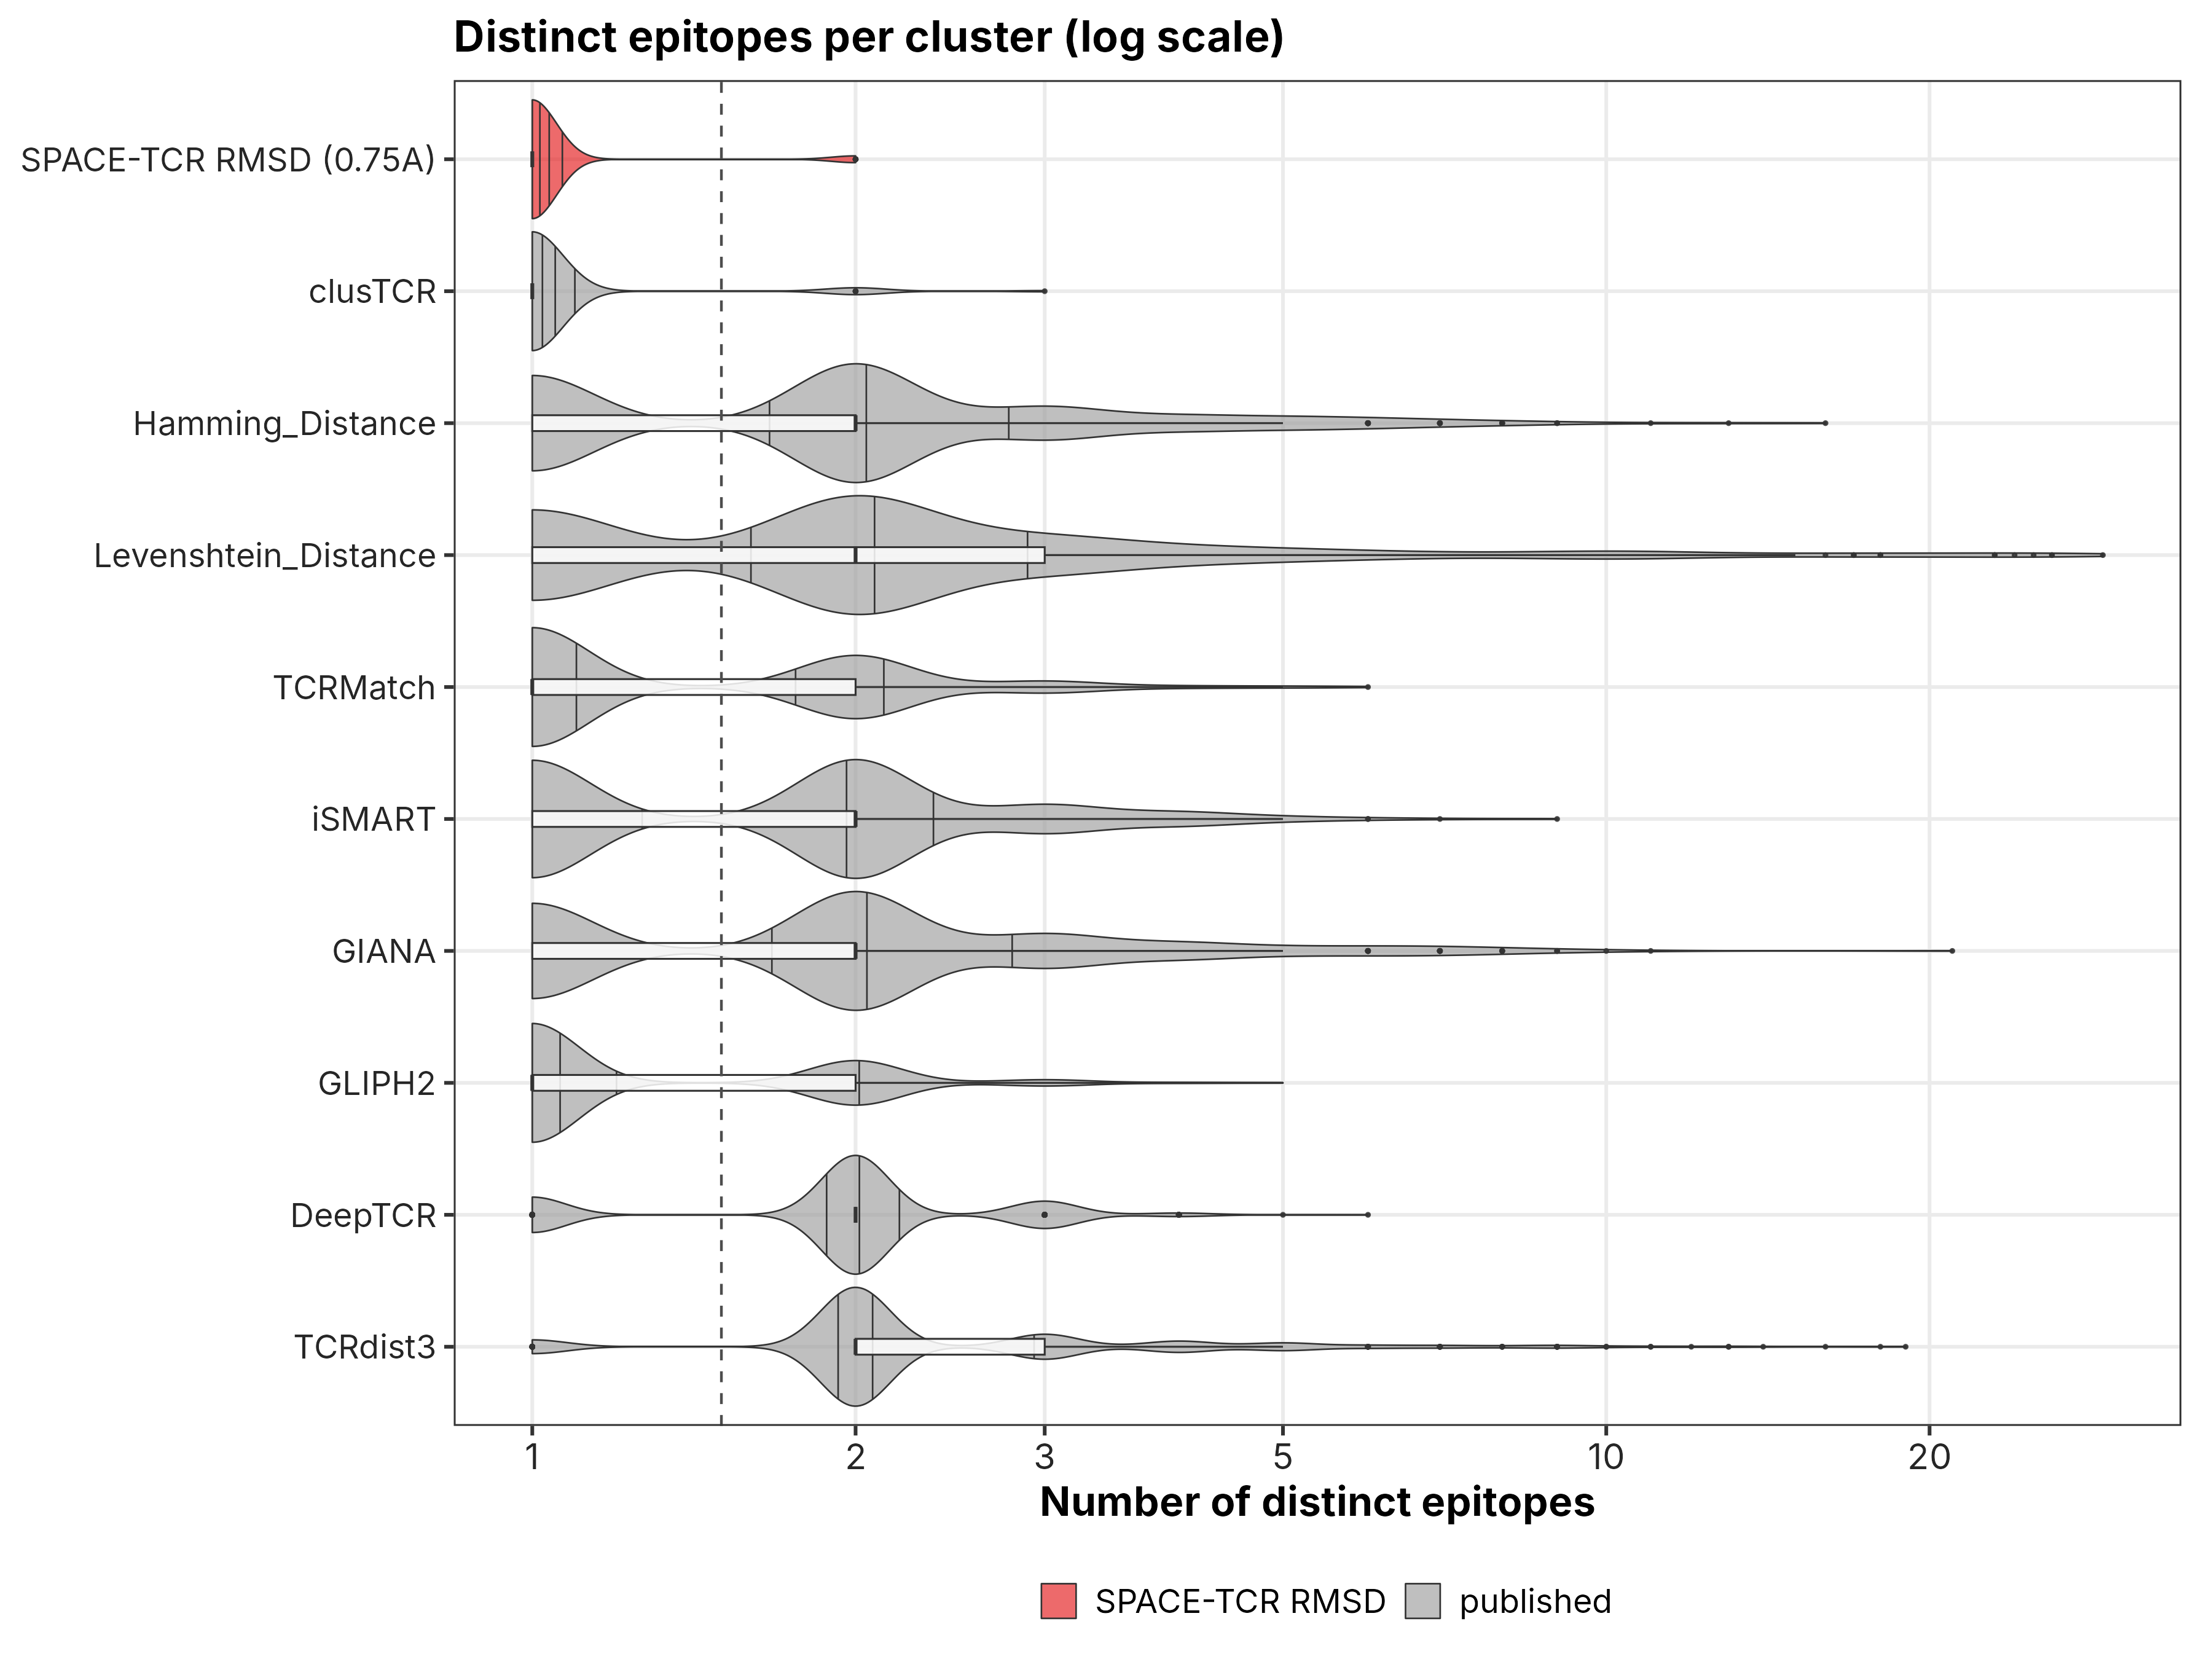 Distinct epitopes per cluster (log scale)
SPACE-TCR RMSD (0.75A)
clusTCR
Hamming_Distance
Levenshtein_Distance
TCRMatch
iSMART
GIANA
GLIPH2
DeepTCR
TCRdist3
1 2 3 5 10 20
Number of distinct epitopes
SPACE-TCR RMSD published